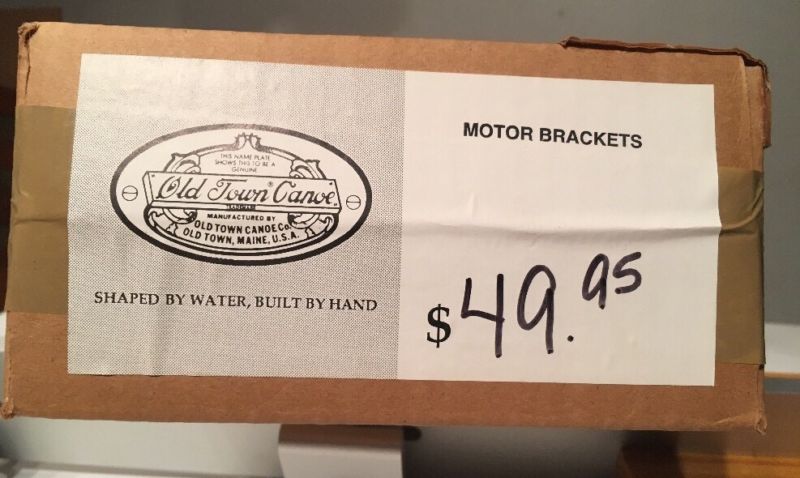 THIS NAME PLATE
SHOWS THIS TO BE A
GENUINE
Old Town® Canoe
MANUFACTURED BY
OLD TOWN CANOE Co.
OLD TOWN, MAINE, U.S.A.
SHAPED BY WATER, BUILT BY HAND
MOTOR BRACKETS
$49.95